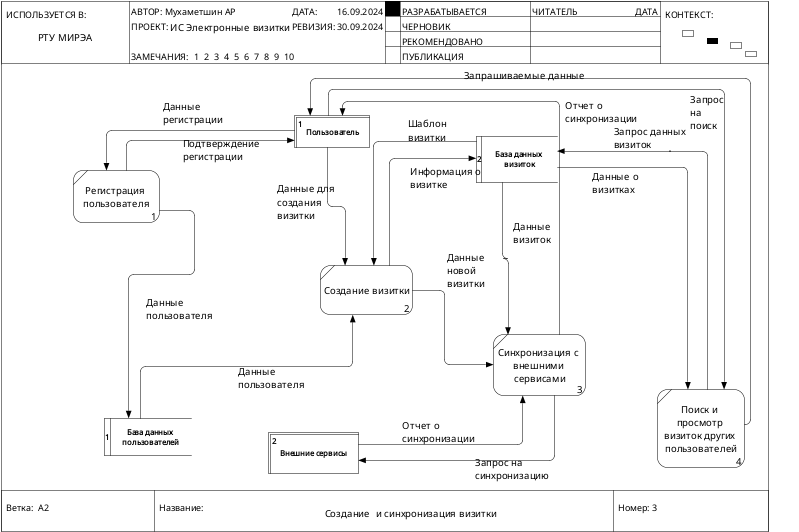 ИСПОЛЬЗУЕТСЯ В:
РТУ МИРЭА
АВТОР: Мухаметшин АР
ДАТА: 16.09.2024
ПРОЕКТ: ИС Электронные визитки
РЕВИЗИЯ: 30.09.2024
ЗАМЕЧАНИЯ: 1 2 3 4 5 6 7 8 9 10
РАЗРАБАТЫВАЕТСЯ
ЧЕРНОВИК
РЕКОМЕНДОВАНО
ПУБЛИКАЦИЯ
ЧИТАТЕЛЬ
ДАТА
КОНТЕКСТ:
Запрашиваемые данные
Данные
регистрации
Подтверждение
регистрации
1
Пользователь
Шаблон
визитки
Отчет о
синхронизации
Запрос
на
поиск
Запрос данных
визиток
2
База данных
визиток
Информация о
визитке
Данные о
визитках
Регистрация
пользователя
1
Данные для
создания
визитки
Данные
визиток
Данные
новой
визитки
Создание визитки
2
Данные
пользователя
Синхронизация с
внешними
сервисами
3
Данные
пользователя
Поиск и
просмотр
визиток других
пользователей
4
1
База данных
пользователей
2
Внешние сервисы
Отчет о
синхронизации
Запрос на
синхронизацию
Ветка: A2
Название:
Создание и синхронизация визитки
Номер: 3